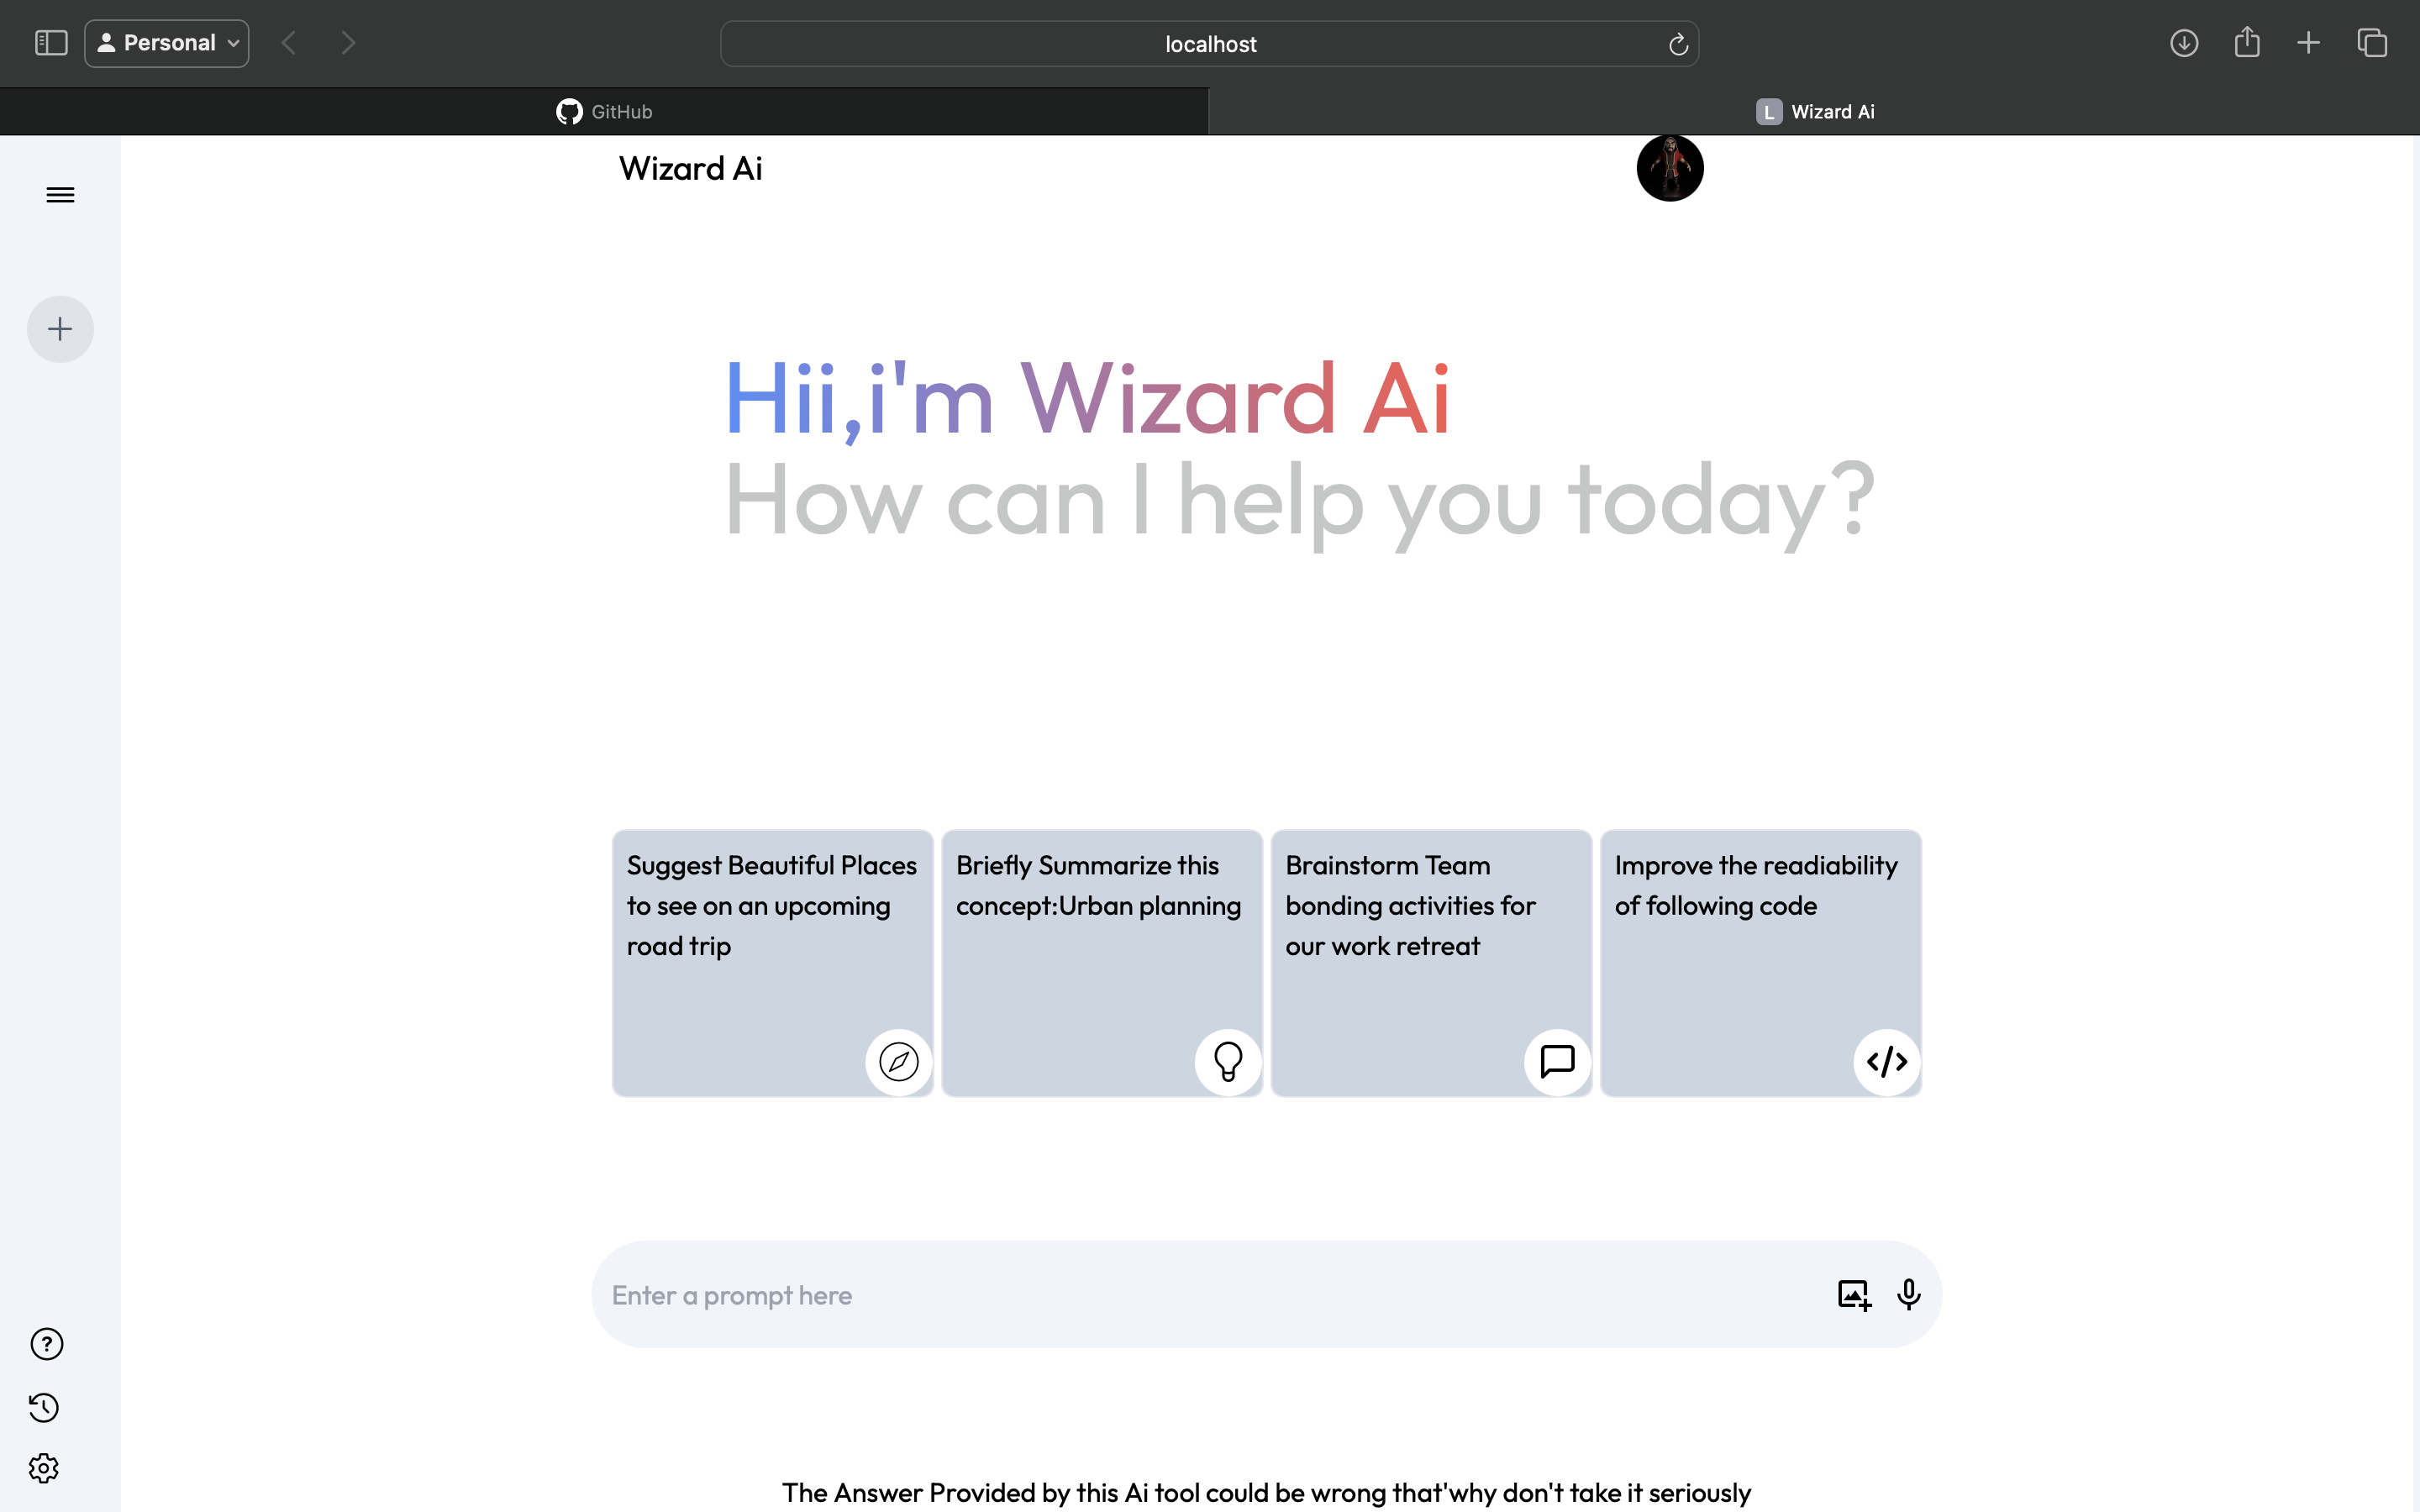 Personal
localhost
GitHub
L Wizard Ai
Wizard Ai
Hii,i'm Wizard Ai
How can I help you today?
Suggest Beautiful Places
to see on an upcoming
road trip
Briefly Summarize this
concept:Urban planning
Brainstorm Team
bonding activities for
our work retreat
Improve the readiability
of following code
Enter a prompt here
The Answer Provided by this Ai tool could be wrong that'why don't take it seriously